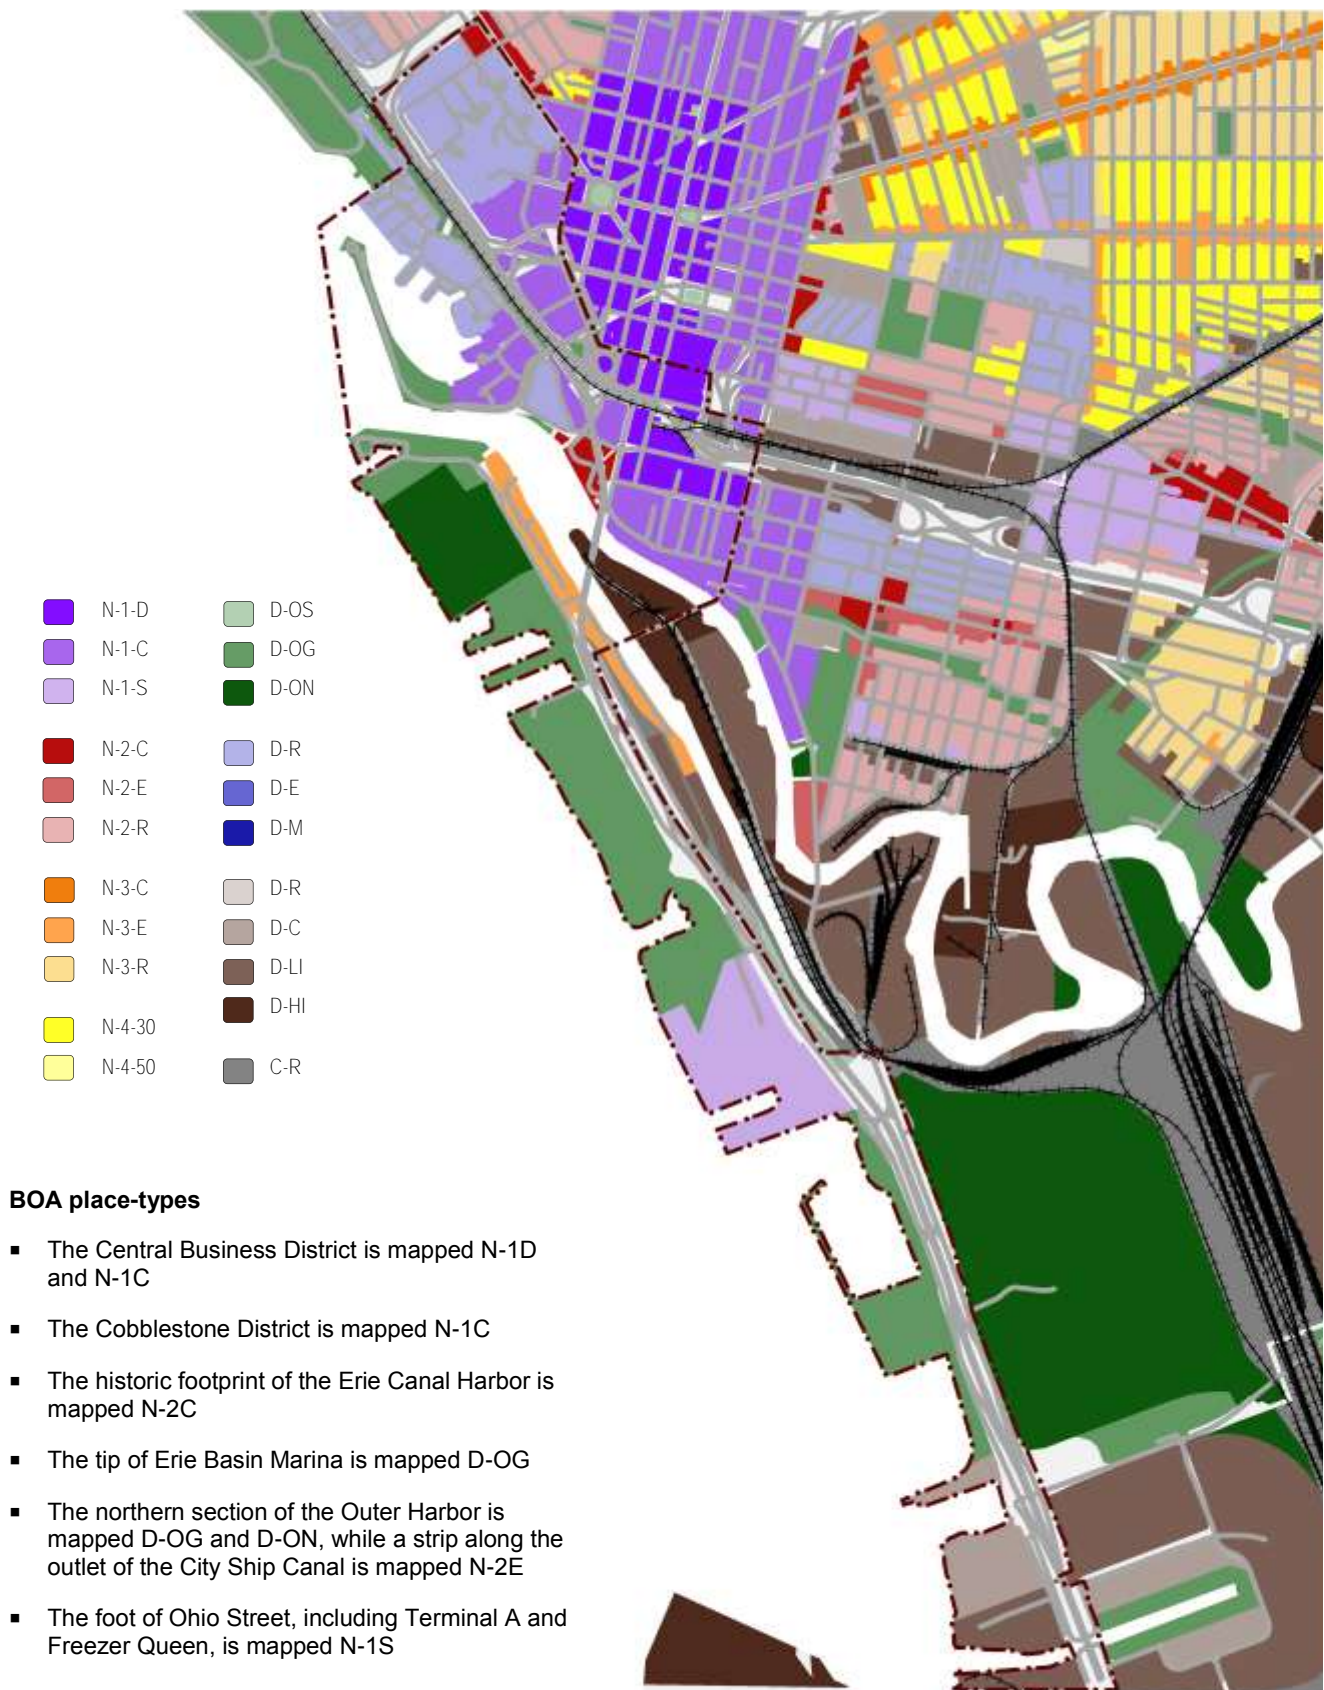 N-1-D D-OS
N-1-C D-OG
N-1-S D-ON
N-2-C D-R
N-2-E D-E
N-2-R D-M
N-3-C D-R
N-3-E D-C
N-3-R D-LI
D-HI
N-4-30
N-4-50 C-R
BOA place-types
▪ The Central Business District is mapped N-1D
and N-1C
▪ The Cobblestone District is mapped N-1C
▪ The historic footprint of the Erie Canal Harbor is
mapped N-2C
▪ The tip of Erie Basin Marina is mapped D-OG
▪ The northern section of the Outer Harbor is
mapped D-OG and D-ON, while a strip along the
outlet of the City Ship Canal is mapped N-2E
▪ The foot of Ohio Street, including Terminal A and
Freezer Queen, is mapped N-1S